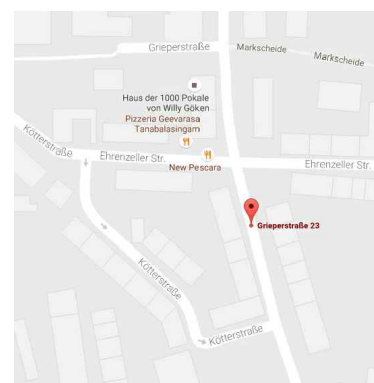 Grieperstraße
Markscheide
Markscheide
Haus der 1000 Pokale
von Willy Göken
Pizzeria Geevarasa
Tanabalasingam
Kötterstraße
Ehrenzeller Str.
New Pescara
Ehrenzeller Str.
Grieperstraße 23
Kötterstraße
Kötterstraße